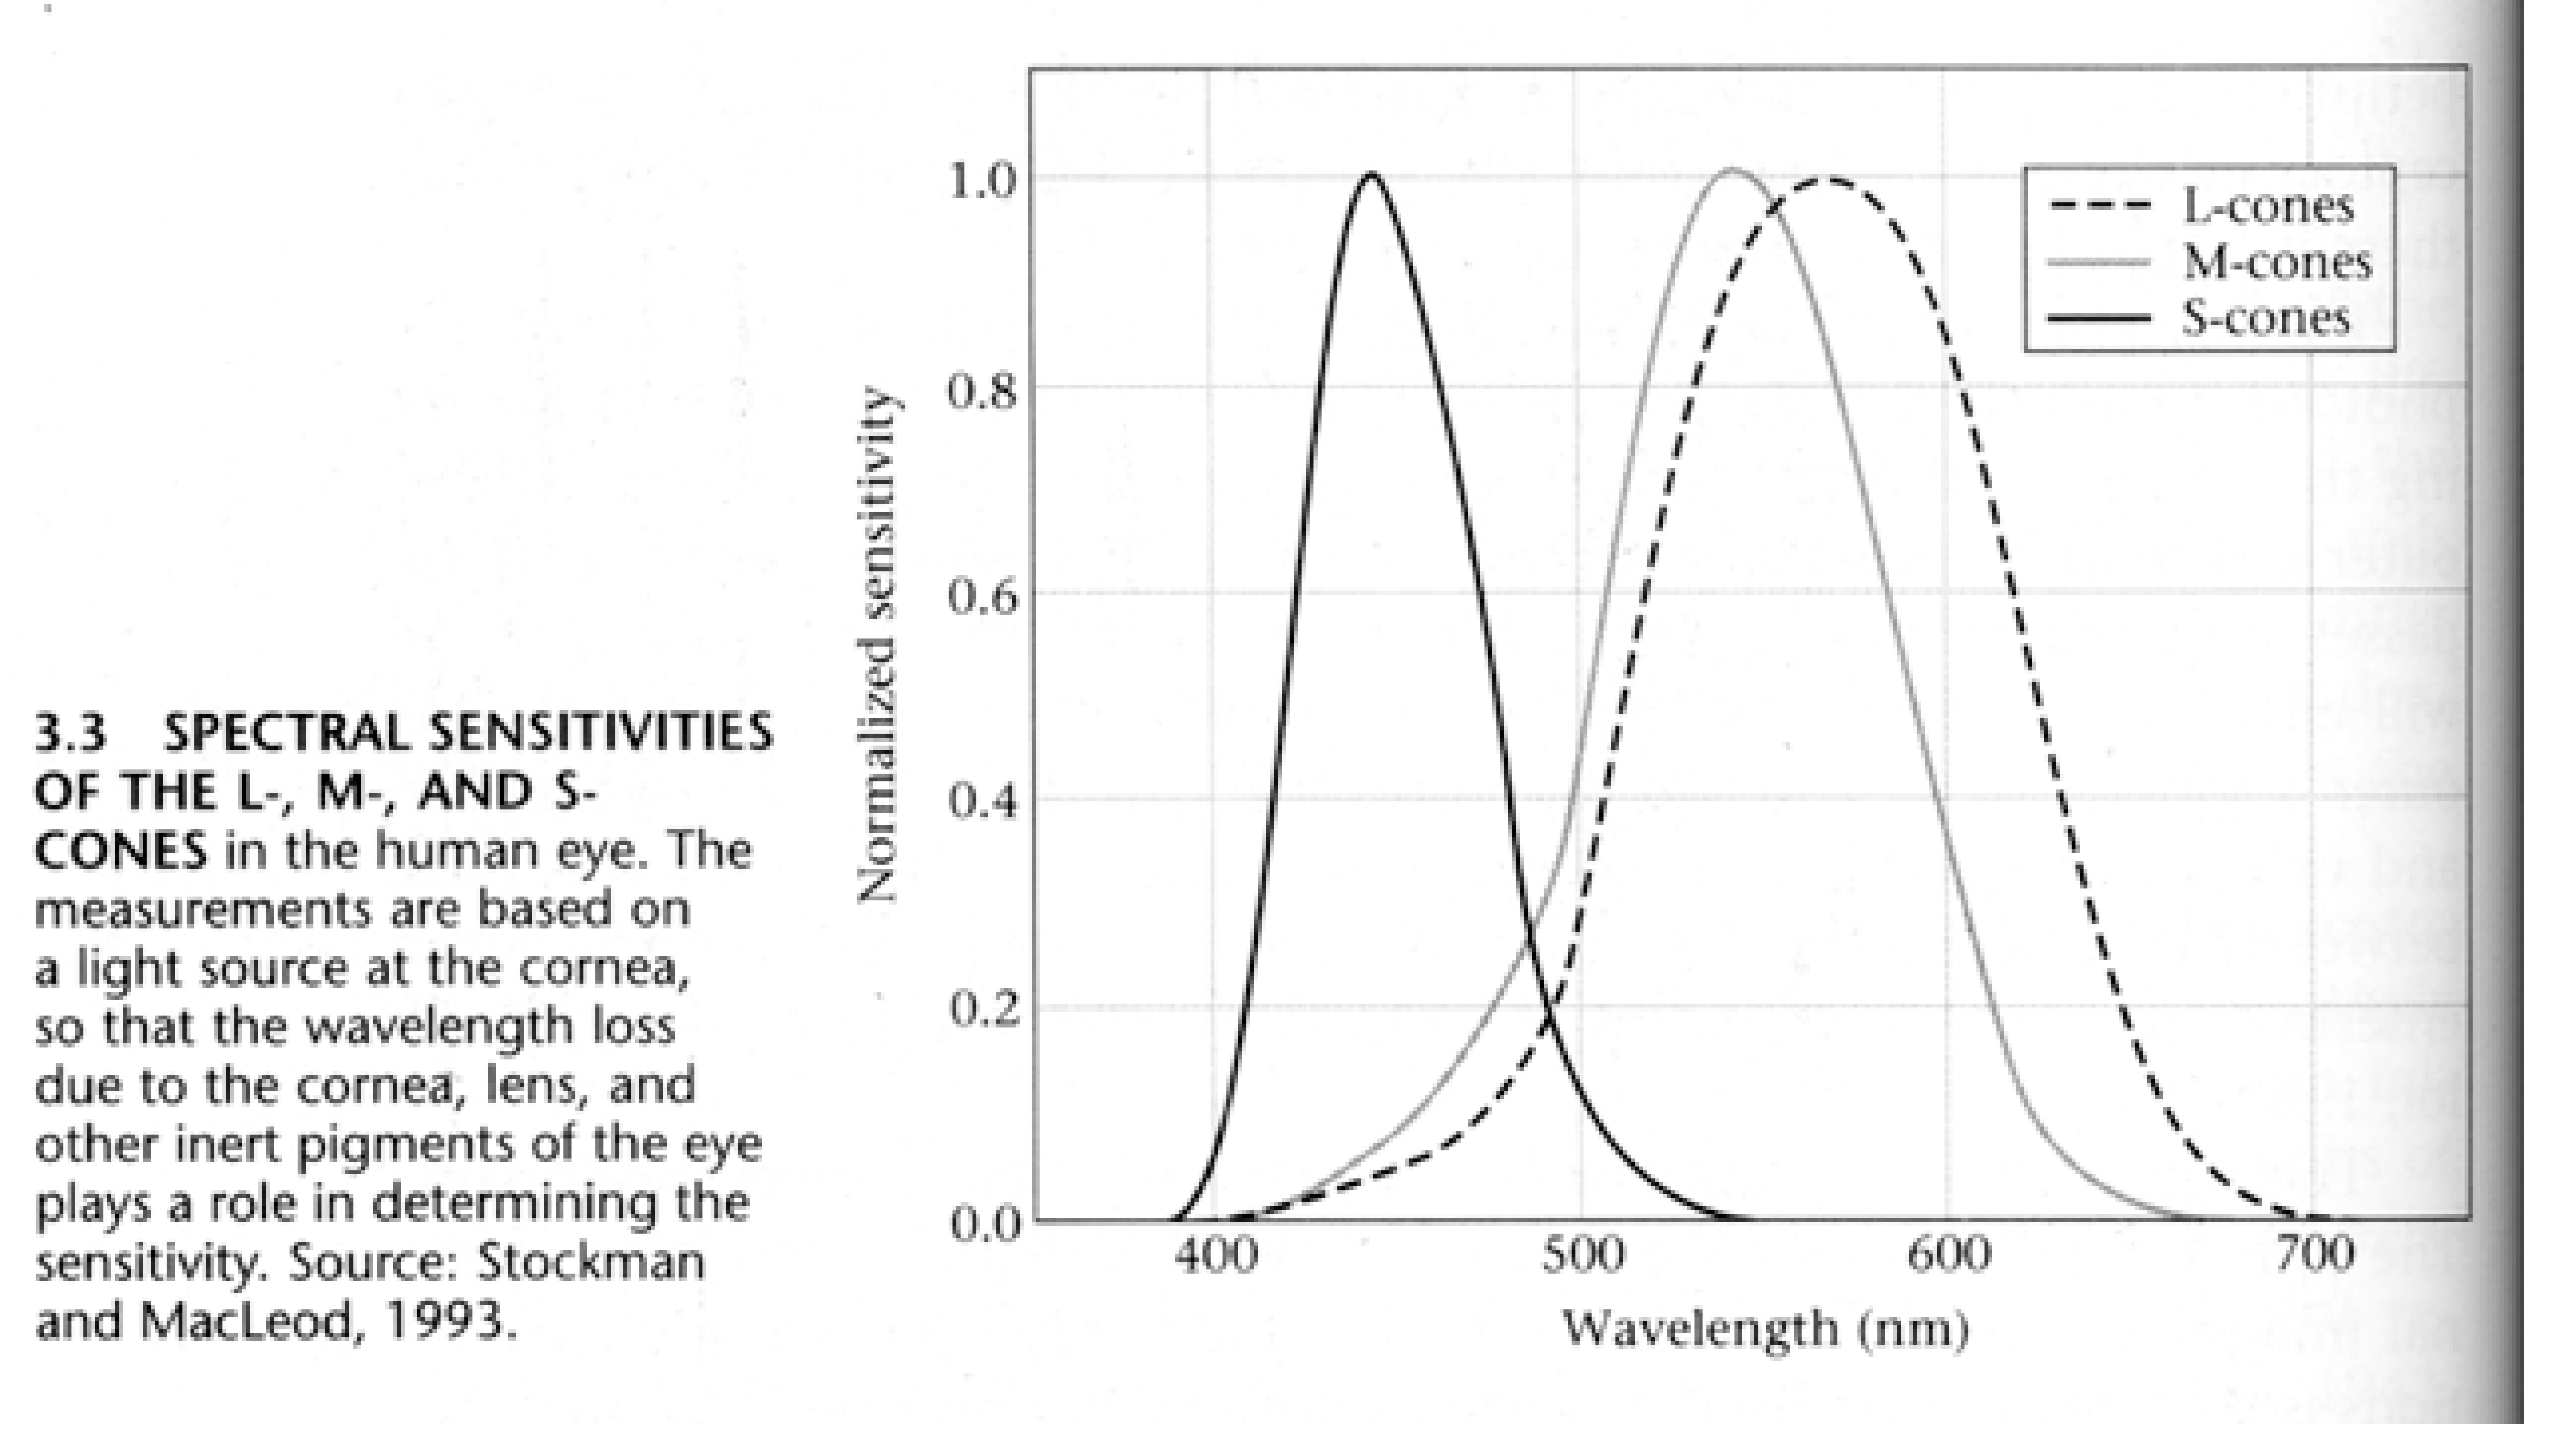 3.3 SPECTRAL SENSITIVITIES
OF THE L-, M-, AND S-
CONES in the human eye. The
measurements are based on
a light source at the cornea,
so that the wavelength loss
due to the cornea, lens, and
other inert pigments of the eye
plays a role in determining the
sensitivity. Source: Stockman
and MacLeod, 1993.
Normalized sensitivity
1.0
0.8
0.6
0.4
0.2
0.0
L-cones
M-cones
S-cones
400 500 600 700
Wavelength (nm)